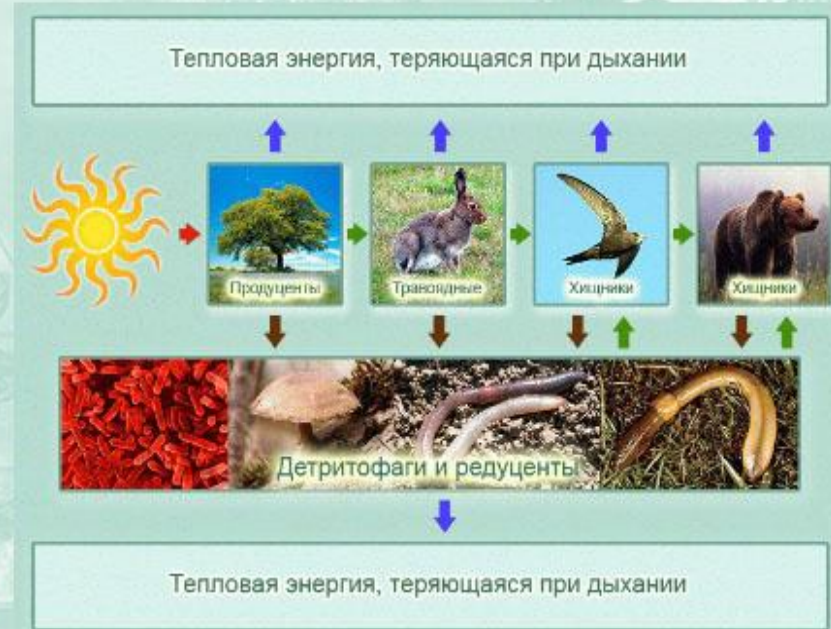 Тепловая энергия, теряющаяся при дыхании
Продуценты
Травоядные
Хищники
Хищники
Детритофаги и редуценты
Тепловая энергия, теряющаяся при дыхании